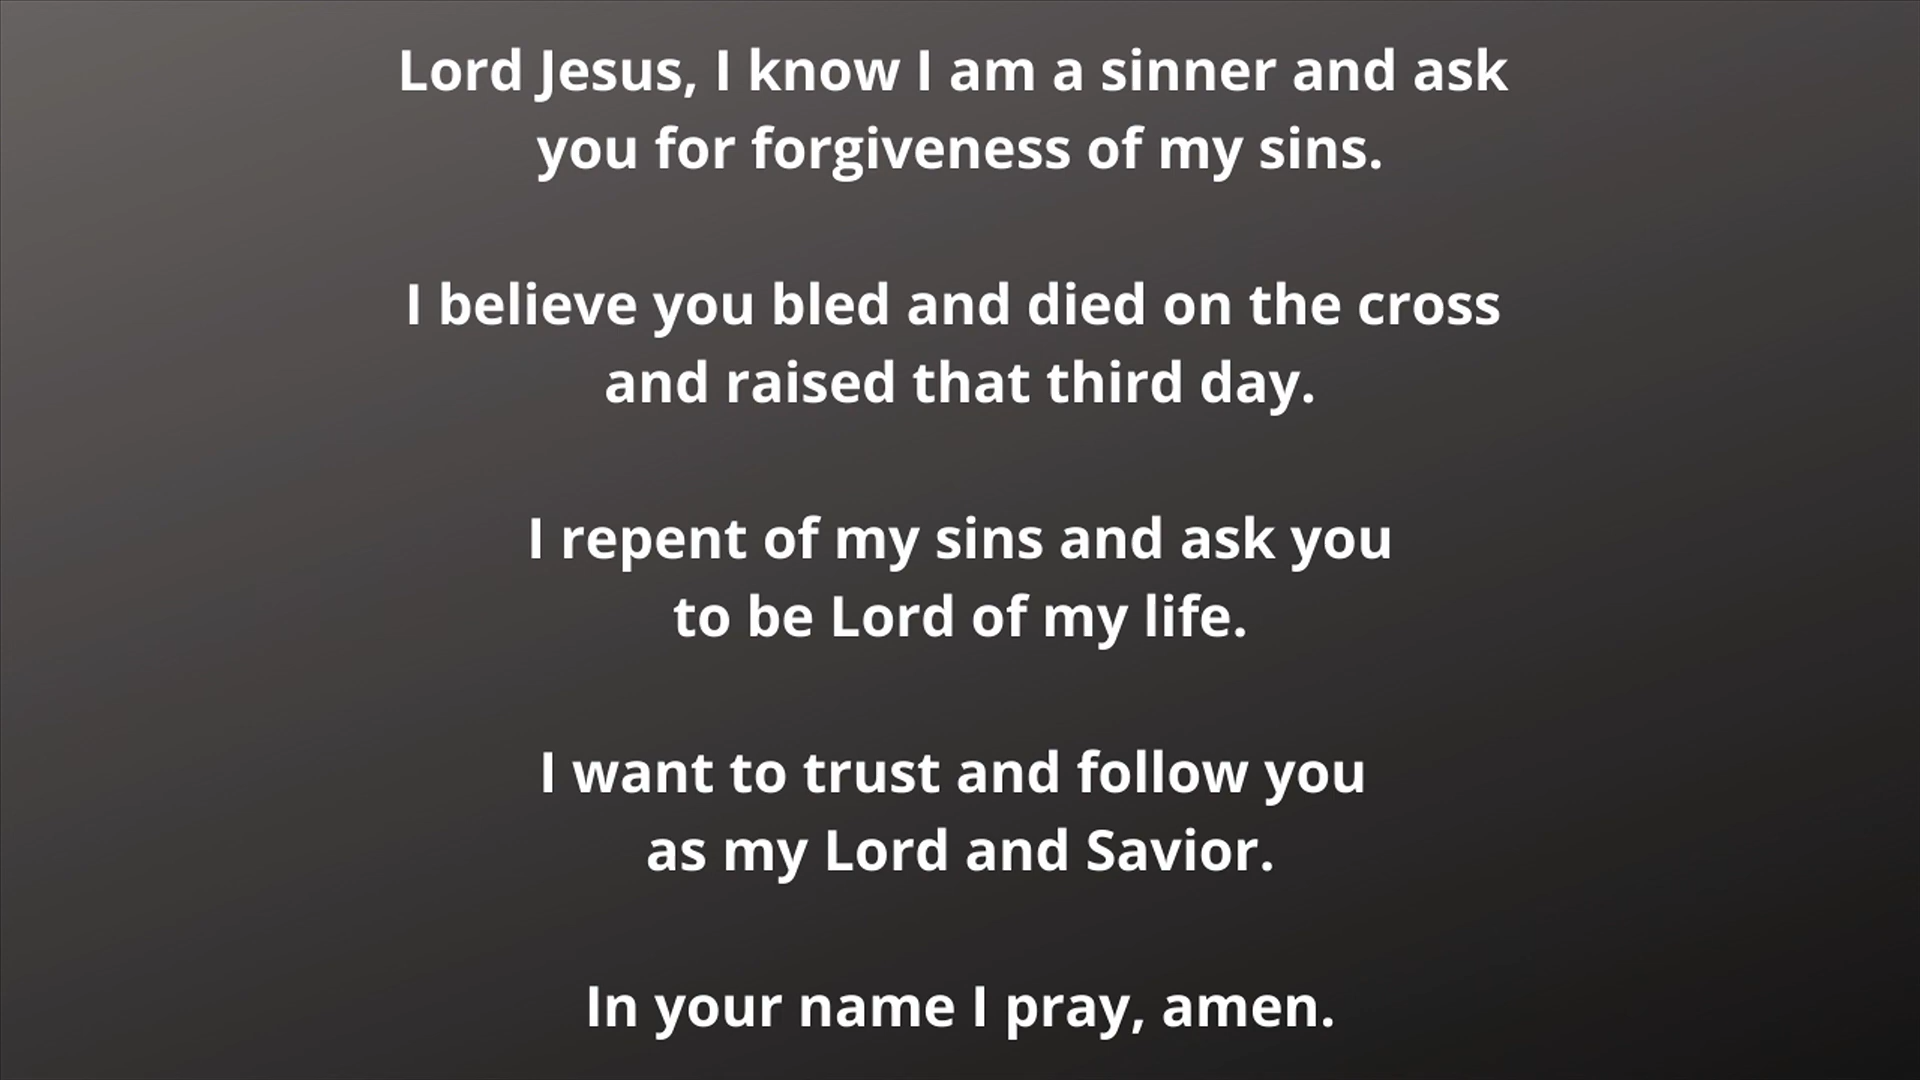 Lord Jesus, I know I am a sinner and ask
you for forgiveness of my sins.
I believe you bled and died on the cross
and raised that third day.
I repent of my sins and ask you
to be Lord of my life.
I want to trust and follow you
as my Lord and Savior.
In your name I pray, amen.